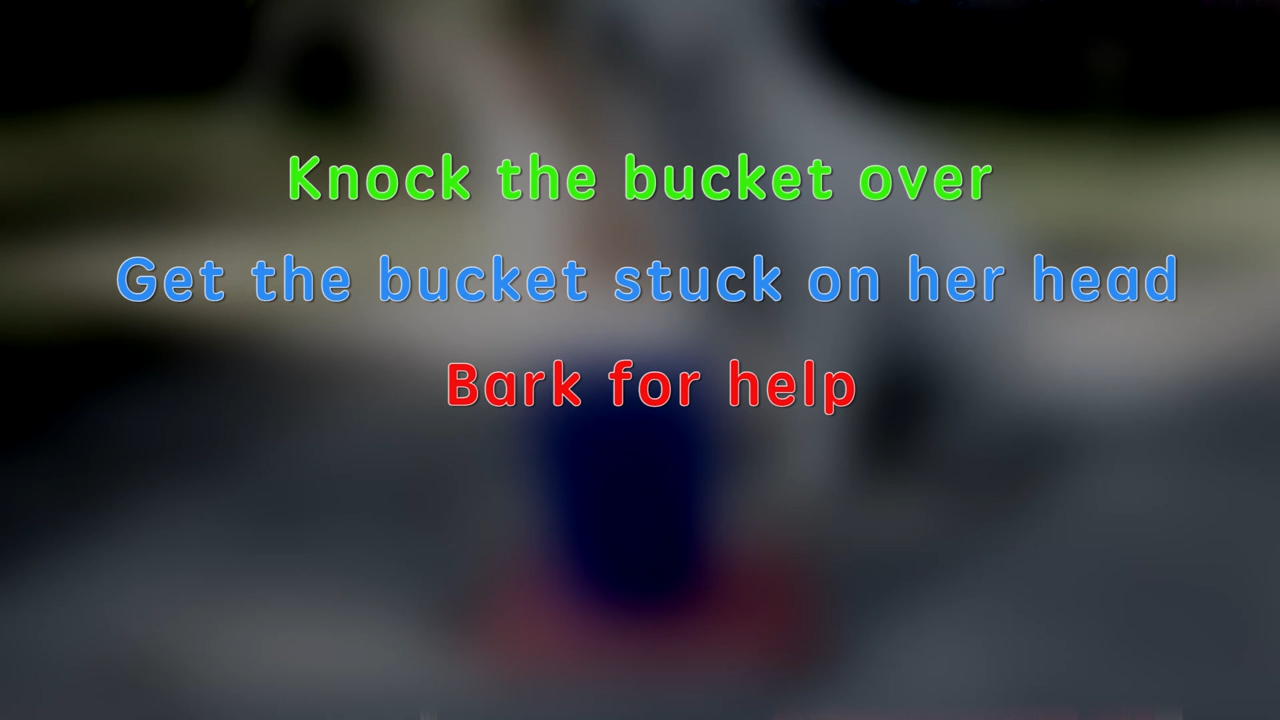 Knock the bucket over
Get the bucket stuck on her head
Bark for help